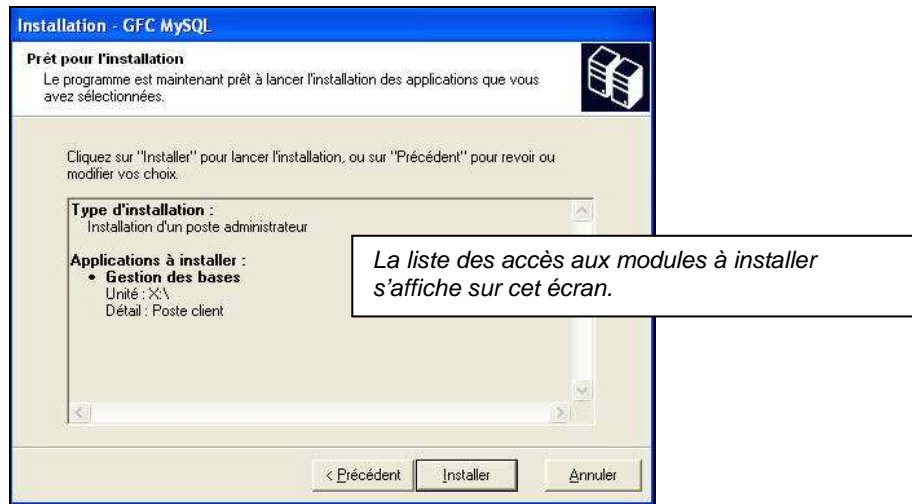 Installation - GFC MySQL
Prêt pour l'installation
Le programme est maintenant prêt à lancer l'installation des applications que vous
avez sélectionnées.
Cliquez sur "Installer" pour lancer l'installation, ou sur "Précédent" pour revoir ou
modifier vos choix.
Type d'installation :
Installation d'un poste administrateur
Applications à installer :
• Gestion des bases
Unité : X:\
Détail : Poste client
La liste des accès aux modules à installer
s'affiche sur cet écran.
< Précédent
Installer
Annuler